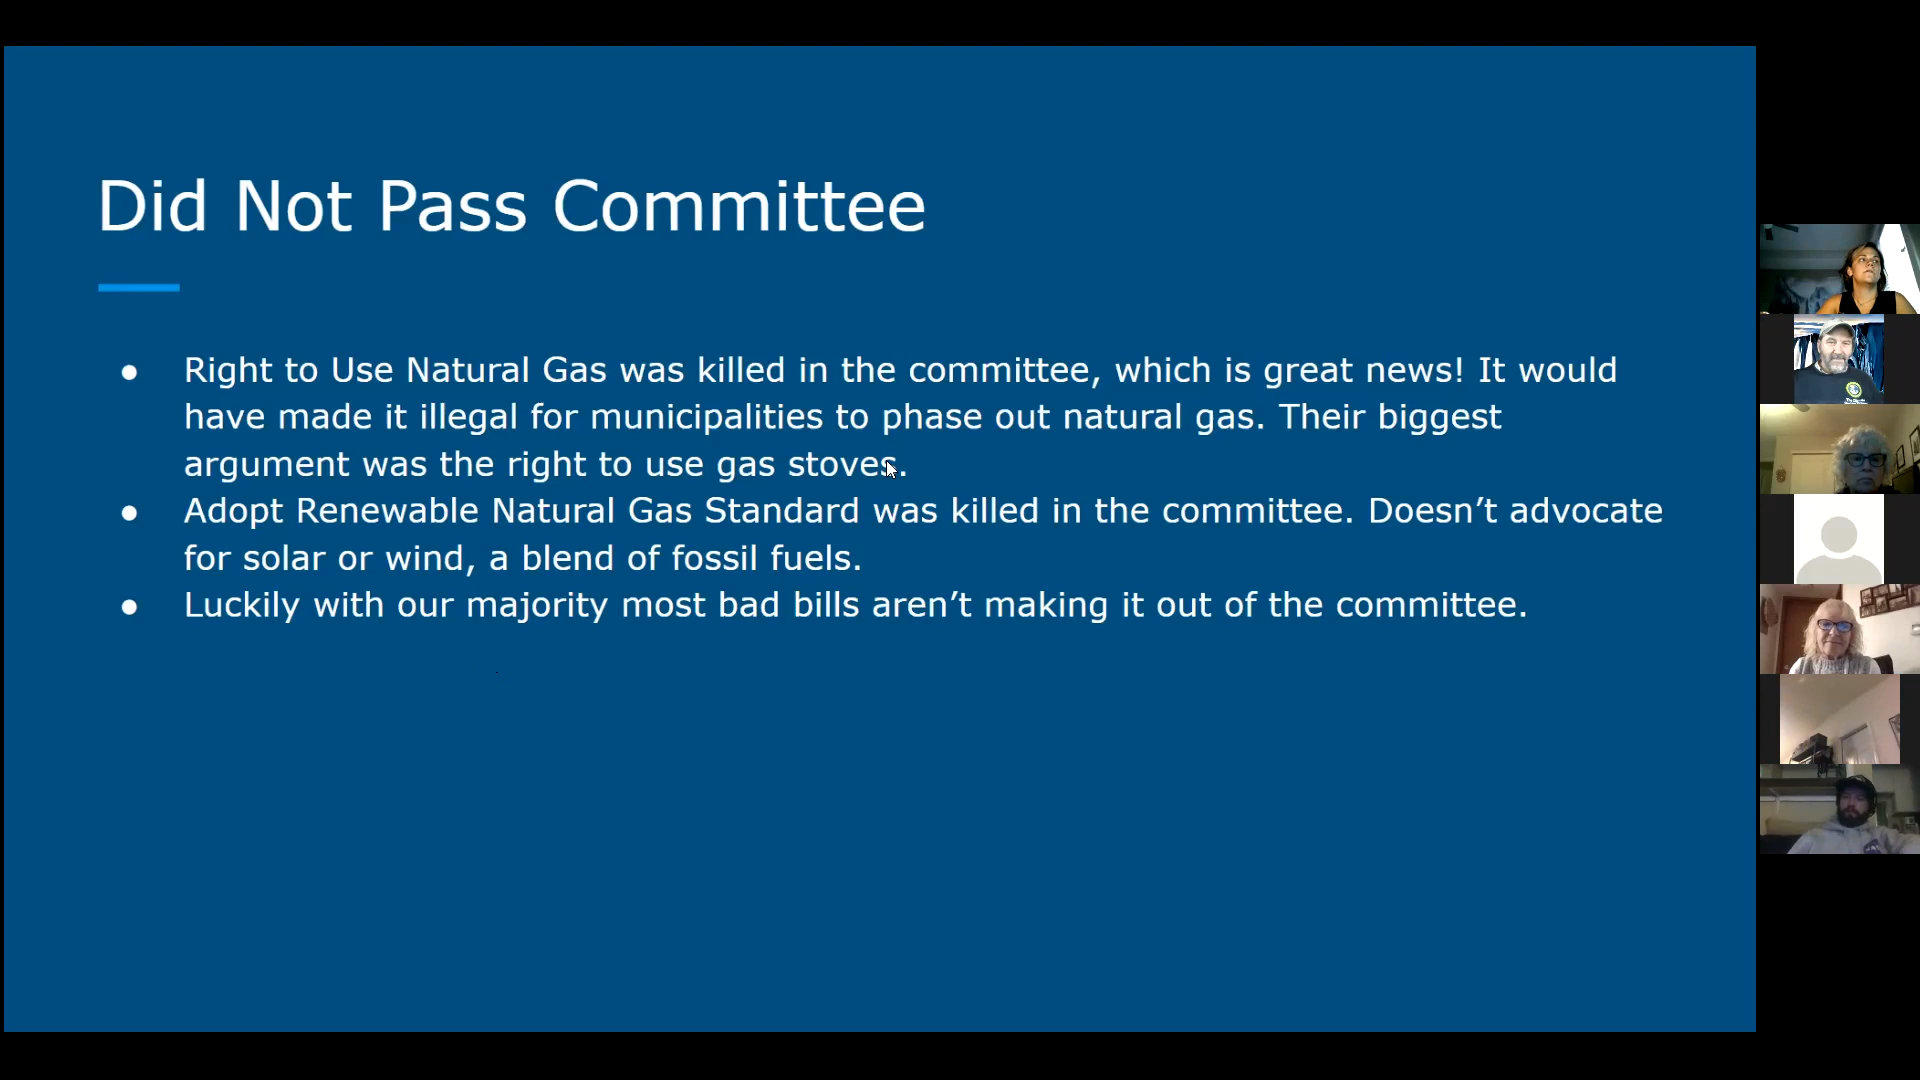 Did Not Pass Committee
● Right to Use Natural Gas was killed in the committee, which is great news! It would
have made it illegal for municipalities to phase out natural gas. Their biggest
argument was the right to use gas stoves.
● Adopt Renewable Natural Gas Standard was killed in the committee. Doesn’t advocate
for solar or wind, a blend of fossil fuels.
● Luckily with our majority most bad bills aren’t making it out of the committee.